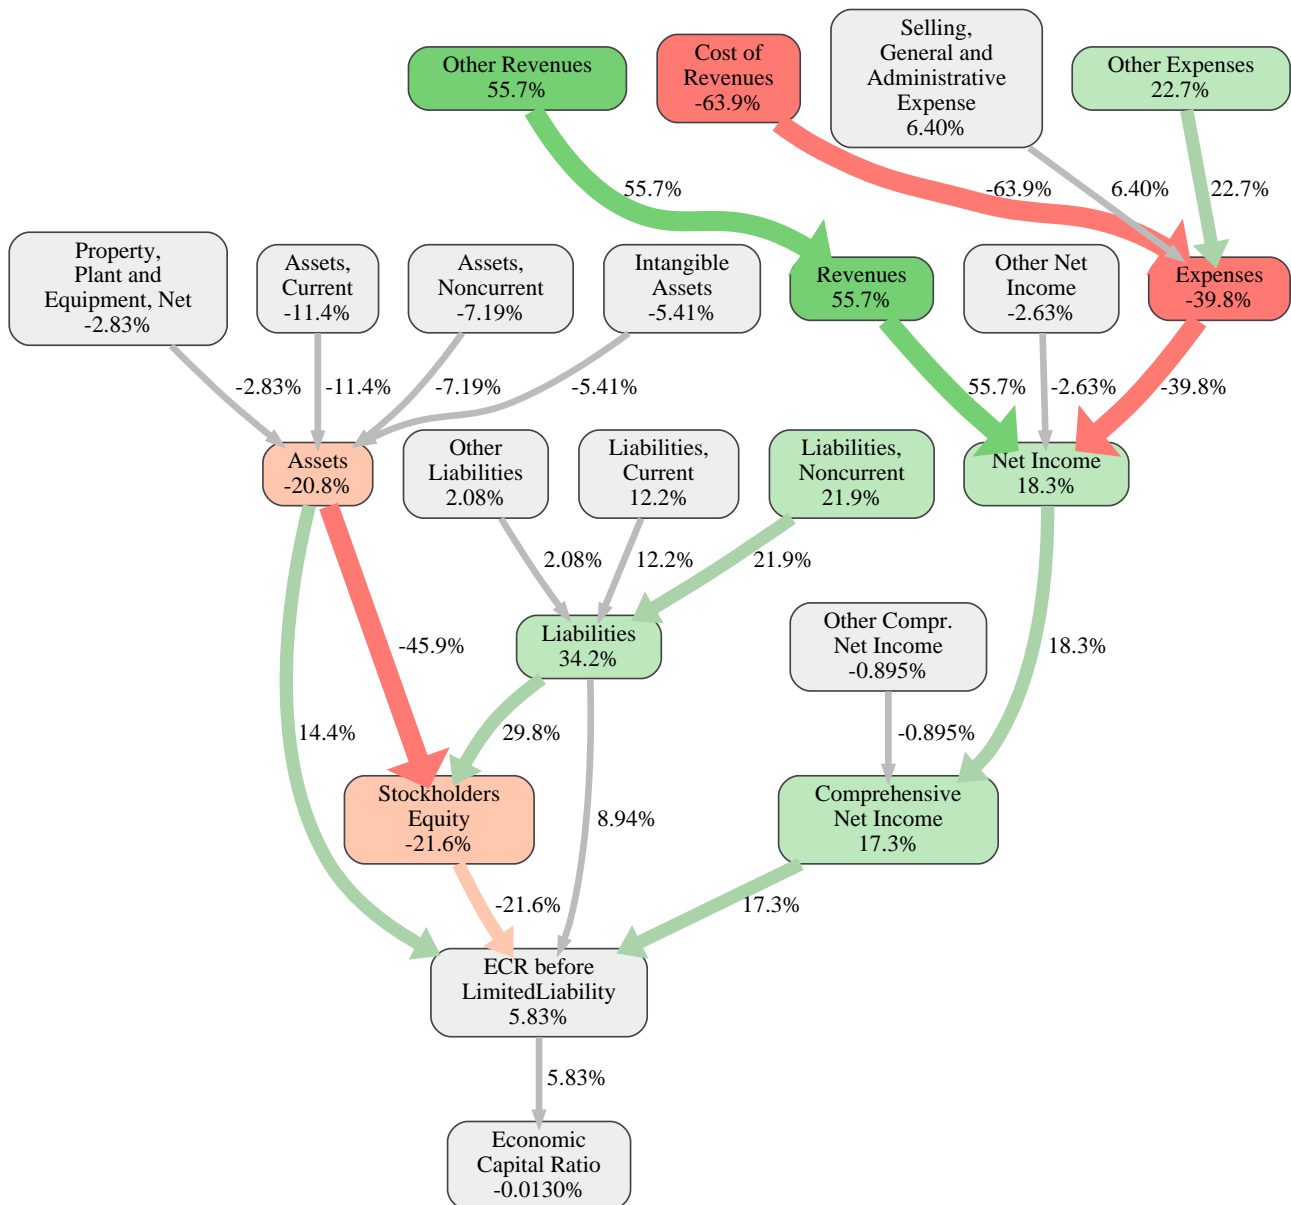 Other Revenues
55.7%
Cost of
Revenues
-63.9%
Selling,
General and
Administrative
Expense
6.40%
Other Expenses
22.7%
55.7%
-63.9%
6.40%
22.7%
Property,
Plant and
Equipment, Net
-2.83%
Assets,
Current
-11.4%
Assets,
Noncurrent
-7.19%
Intangible
Assets
-5.41%
Revenues
55.7%
Other Net
Income
-2.63%
Expenses
-39.8%
-2.83%
-11.4%
-7.19%
-5.41%
55.7%
-2.63%
-39.8%
Assets
-20.8%
Other
Liabilities
2.08%
Liabilities,
Current
12.2%
Liabilities,
Noncurrent
21.9%
Net Income
18.3%
2.08%
12.2%
21.9%
-45.9%
Liabilities
34.2%
Other Compr.
Net Income
-0.895%
18.3%
14.4%
29.8%
8.94%
-0.895%
Stockholders
Equity
-21.6%
Comprehensive
Net Income
17.3%
-21.6%
17.3%
ECR before
LimitedLiability
5.83%
5.83%
Economic
Capital Ratio
-0.0130%